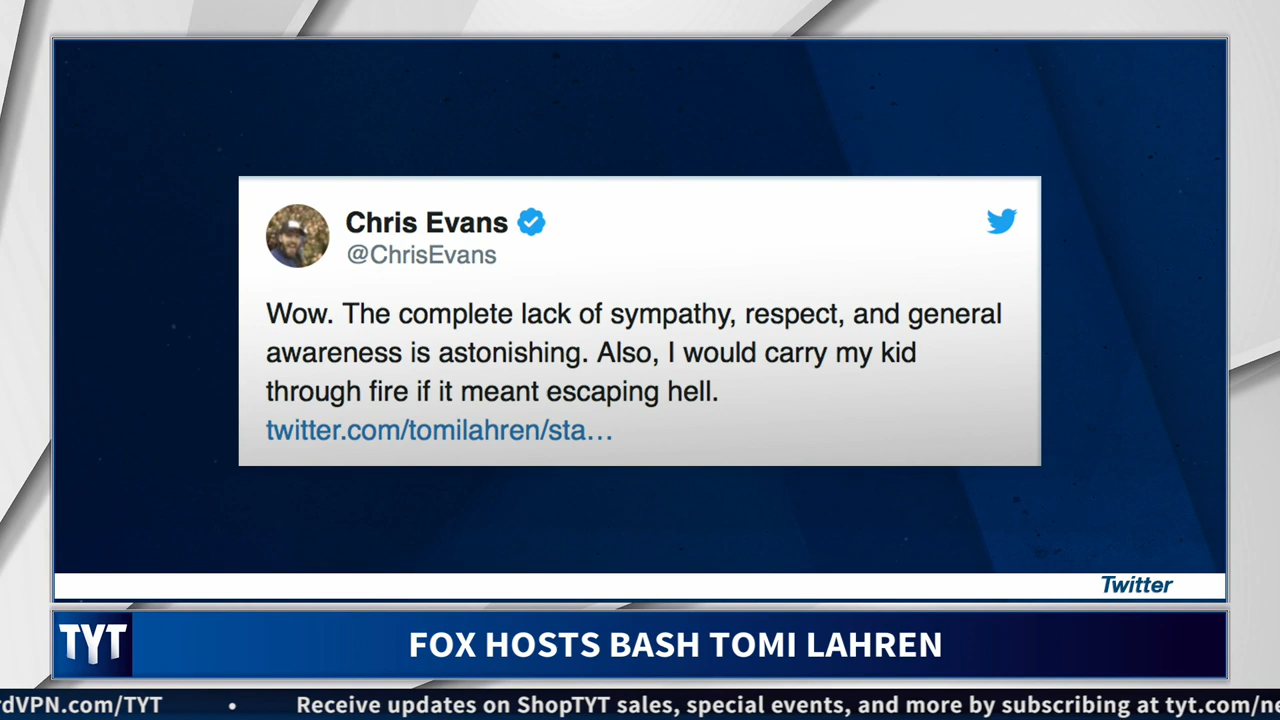 Chris Evans
@ChrisEvans
Wow. The complete lack of sympathy, respect, and general
awareness is astonishing. Also, I would carry my kid
through fire if it meant escaping hell.
twitter.com/tomilahren/sta...
Twitter
TYT
FOX HOSTS BASH TOMI LAHREN
rdVPN.com/TYT • Receive updates on ShopTYT sales, special events, and more by subscribing at tyt.com/ne